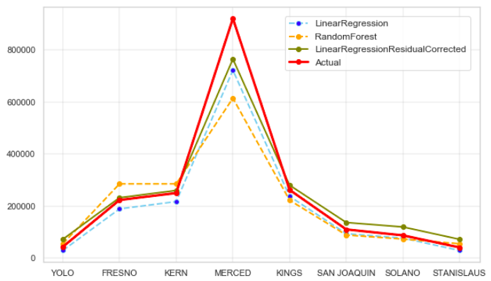 LinearRegression
RandomForest
LinearRegressionResidualCorrected
Actual
800000
600000
400000
200000
0
YOLO FRESNO KERN MERCED KINGS SAN JOAQUIN SOLANO STANISLAUS